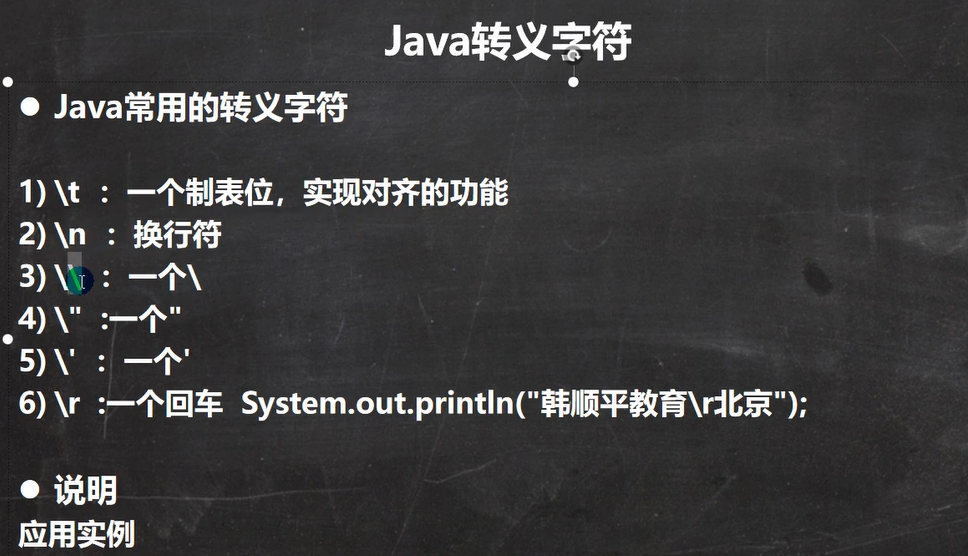 Java转义字符
● Java常用的转义字符
1) \t ：一个制表位，实现对齐的功能
2) \n ：换行符
3) \\ ：一个\
4) \" :一个"
5) \' ：一个'
6) \r :一个回车 System.out.println("韩顺平教育\r北京");
● 说明
应用实例